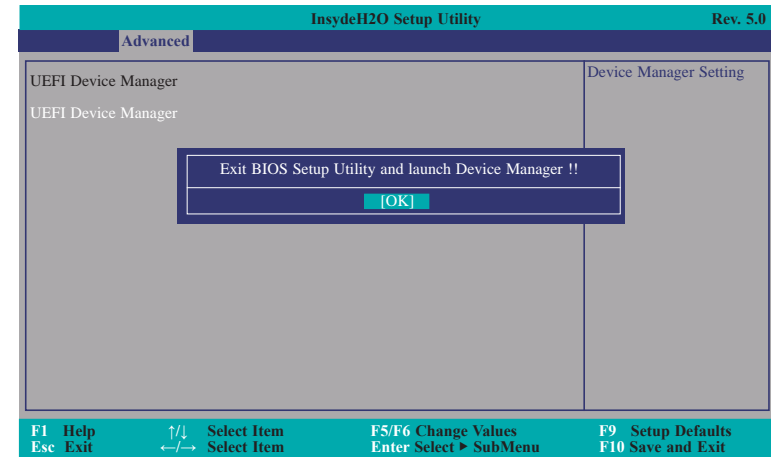 InsydeH2O Setup Utility Rev. 5.0
Advanced
UEFI Device Manager
Device Manager Setting
UEFI Device Manager
Exit BIOS Setup Utility and launch Device Manager !!
[OK]
F1 Help ↑/↓ Select Item F5/F6 Change Values F9 Setup Defaults
Esc Exit ←/→ Select Item Enter Select ▶ SubMenu F10 Save and Exit